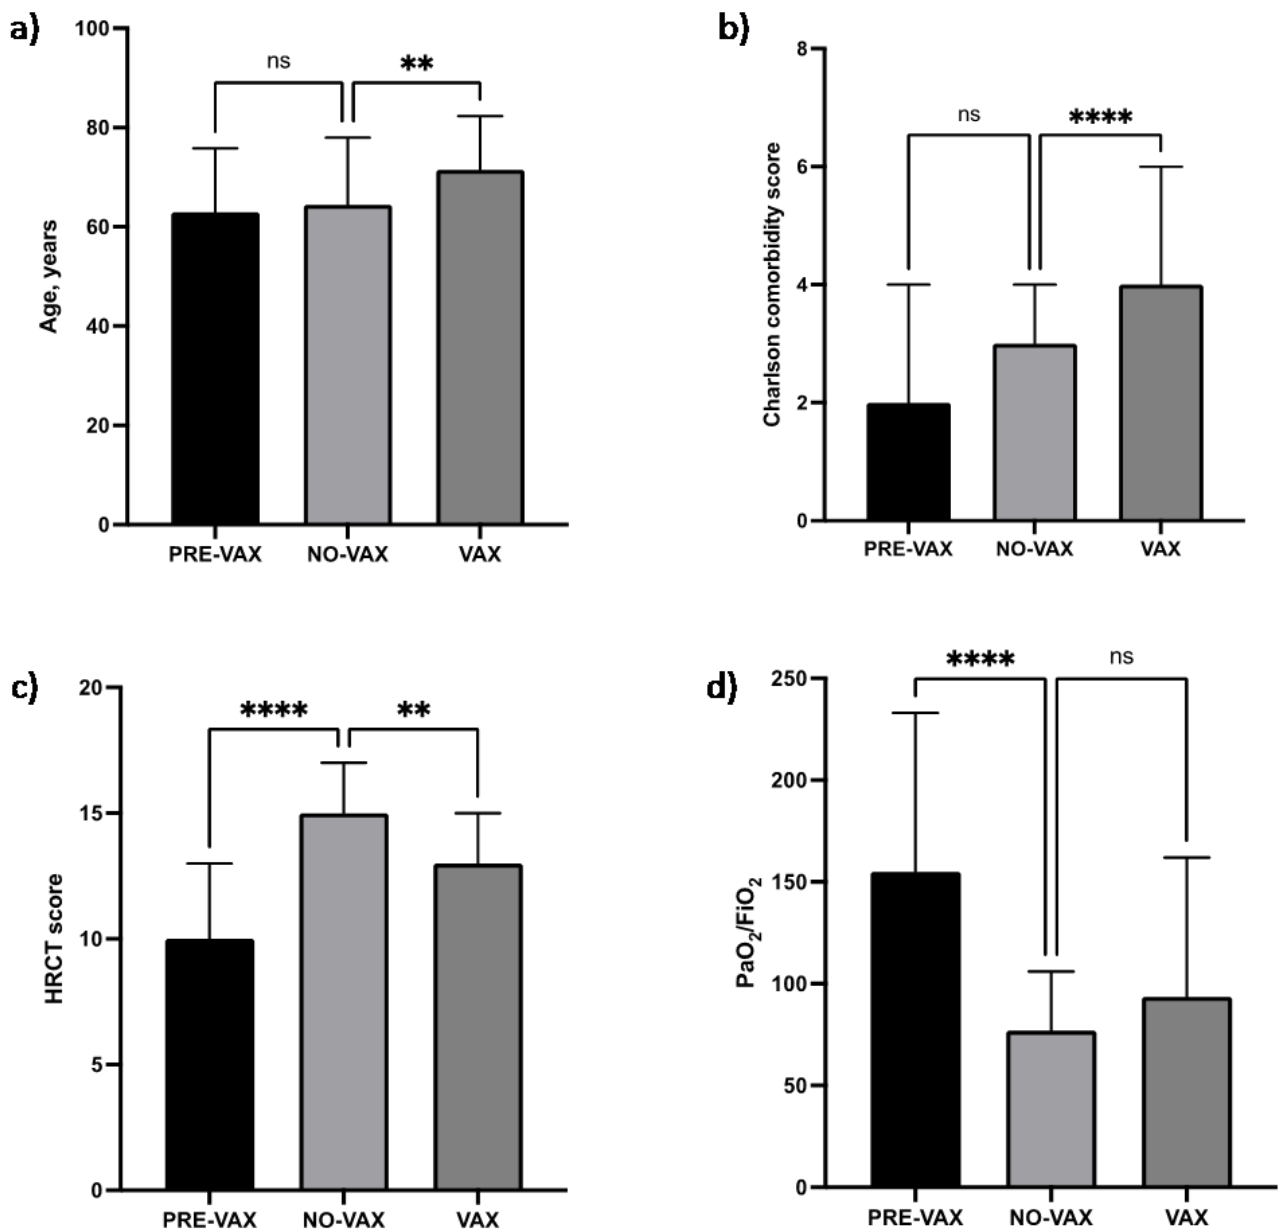 a)
100
80
60
40
20
0
Age, years
ns
**
PRE-VAX
NO-VAX
VAX
b)
8
6
4
2
0
Charlson comorbidity score
ns
****
PRE-VAX
NO-VAX
VAX
c)
20
15
10
5
0
HRCT score
****
**
PRE-VAX
NO-VAX
VAX
d)
250
200
150
100
50
0
PaO₂/FiO₂
****
ns
PRE-VAX
NO-VAX
VAX